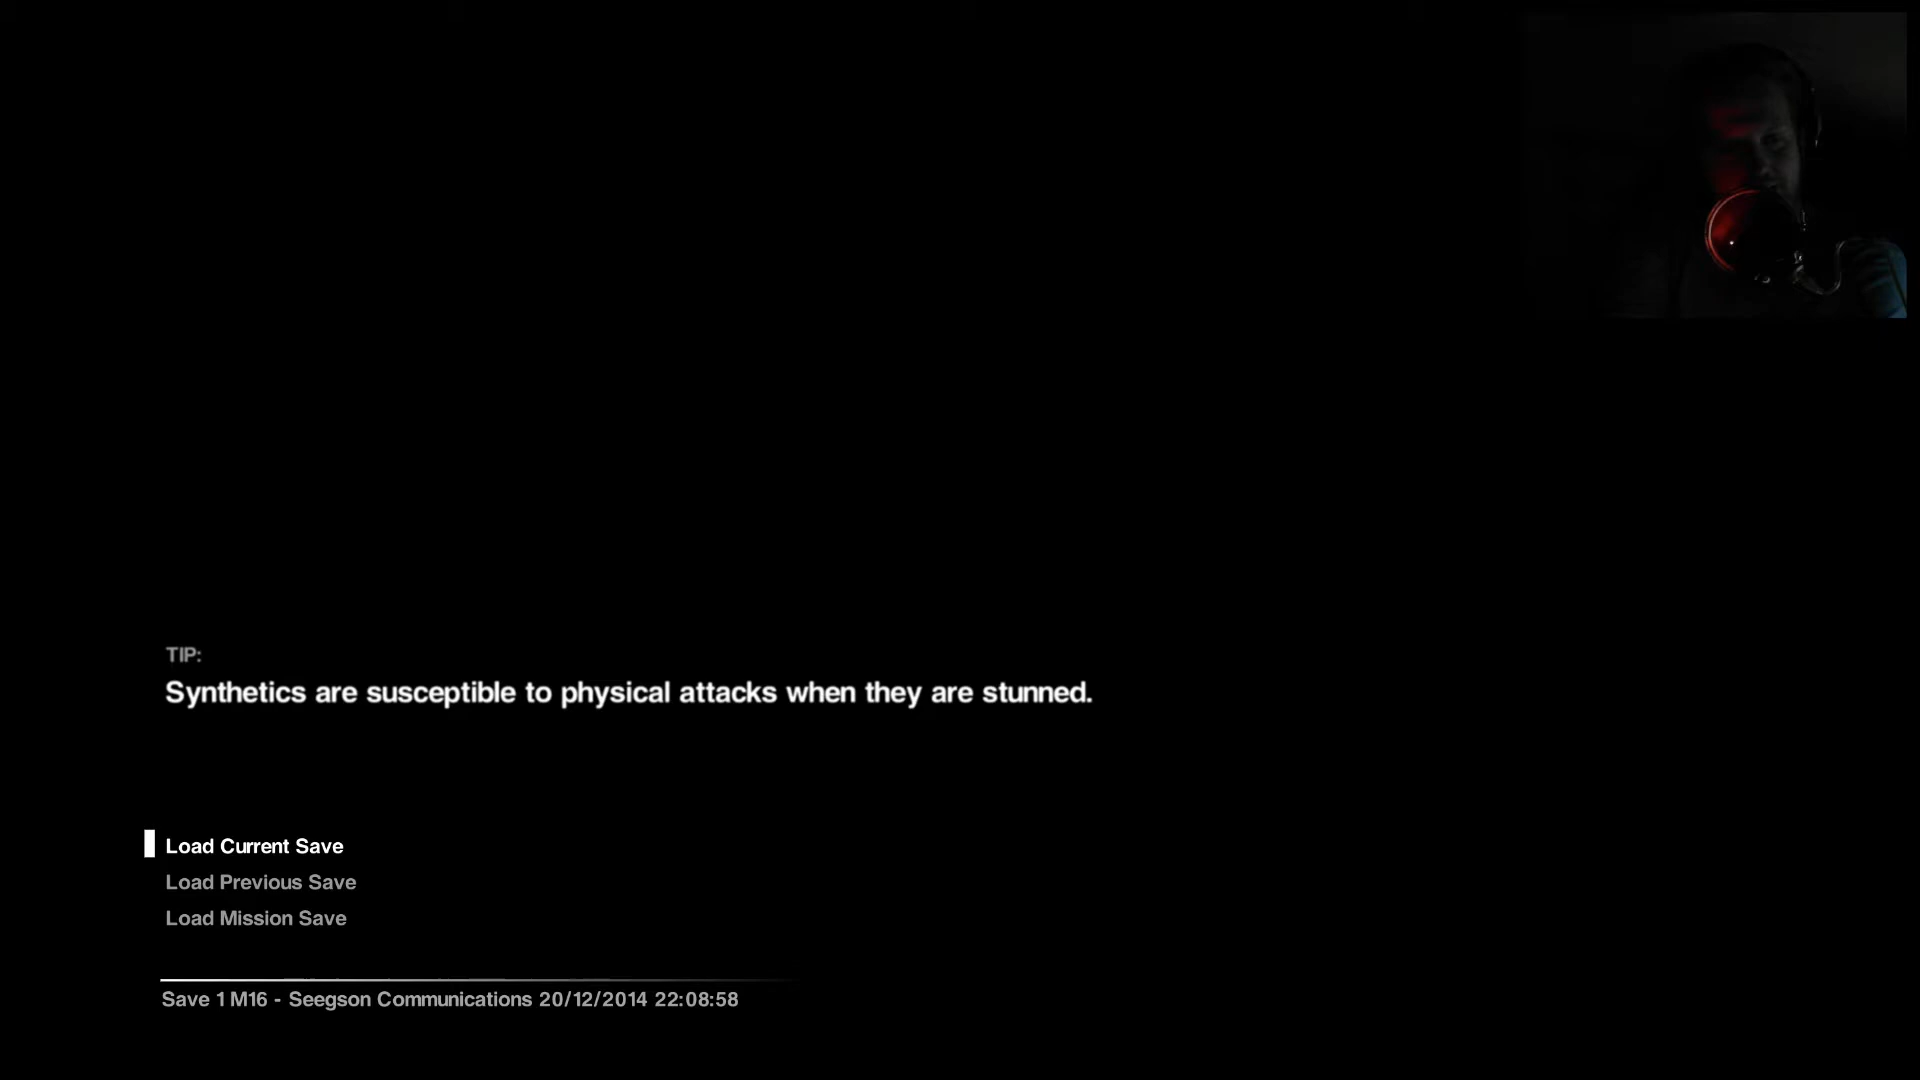 TIP:
Synthetics are susceptible to physical attacks when they are stunned.
Load Current Save
Load Previous Save
Load Mission Save
Save 1 M16 - Seegson Communications 20/12/2014 22:08:58